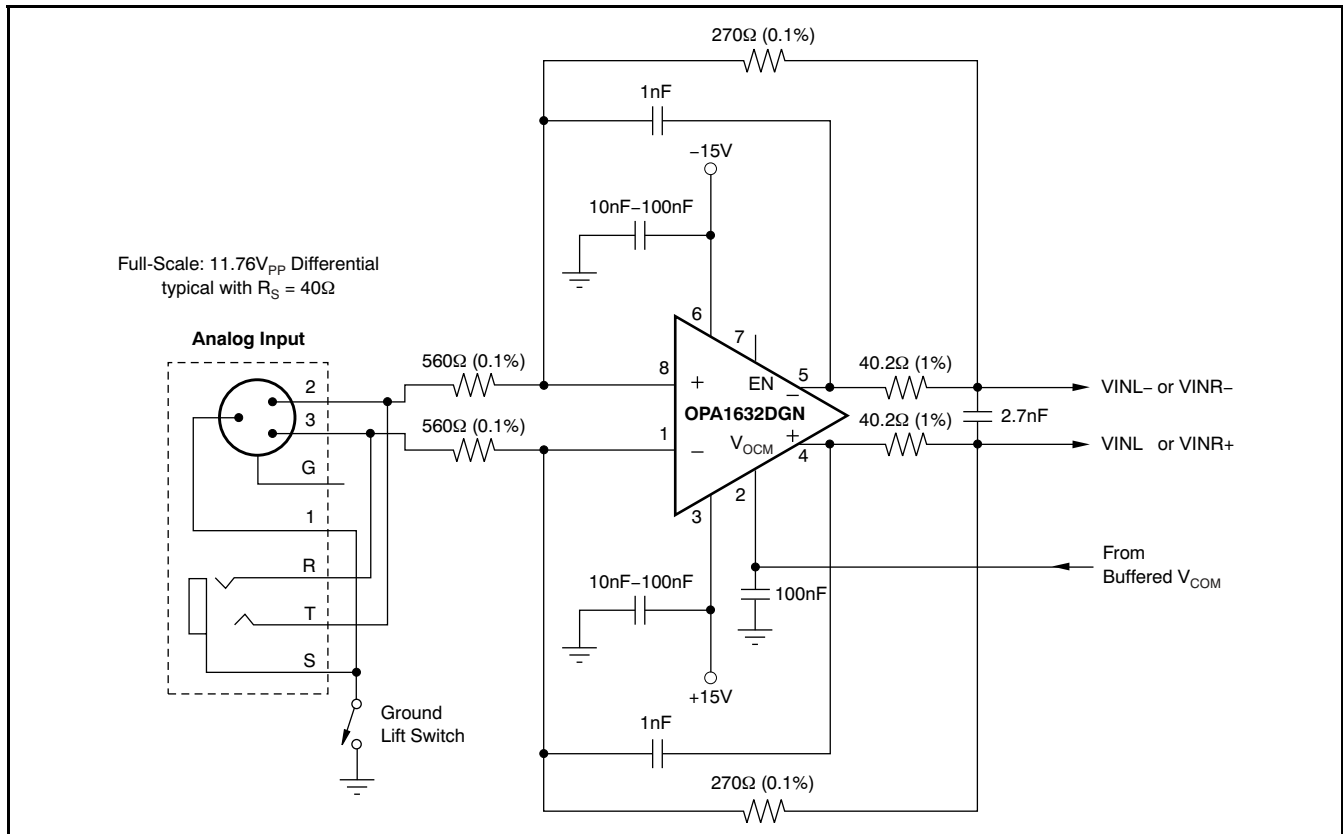 270Ω (0.1%)
1nF
−15V
10nF−100nF
Full-Scale: 11.76V_PP Differential
typical with R_S = 40Ω
Analog Input
6
7
2
560Ω (0.1%)
8
+
EN
5
−
40.2Ω (1%)
VINL− or VINR−
OPA1632DGN
2.7nF
3
560Ω (0.1%)
1
−
V_OCM
+
4
40.2Ω (1%)
VINL or VINR+
G
2
3
1
From
Buffered V_COM
R
10nF−100nF
100nF
T
S
+15V
Ground
Lift Switch
1nF
270Ω (0.1%)